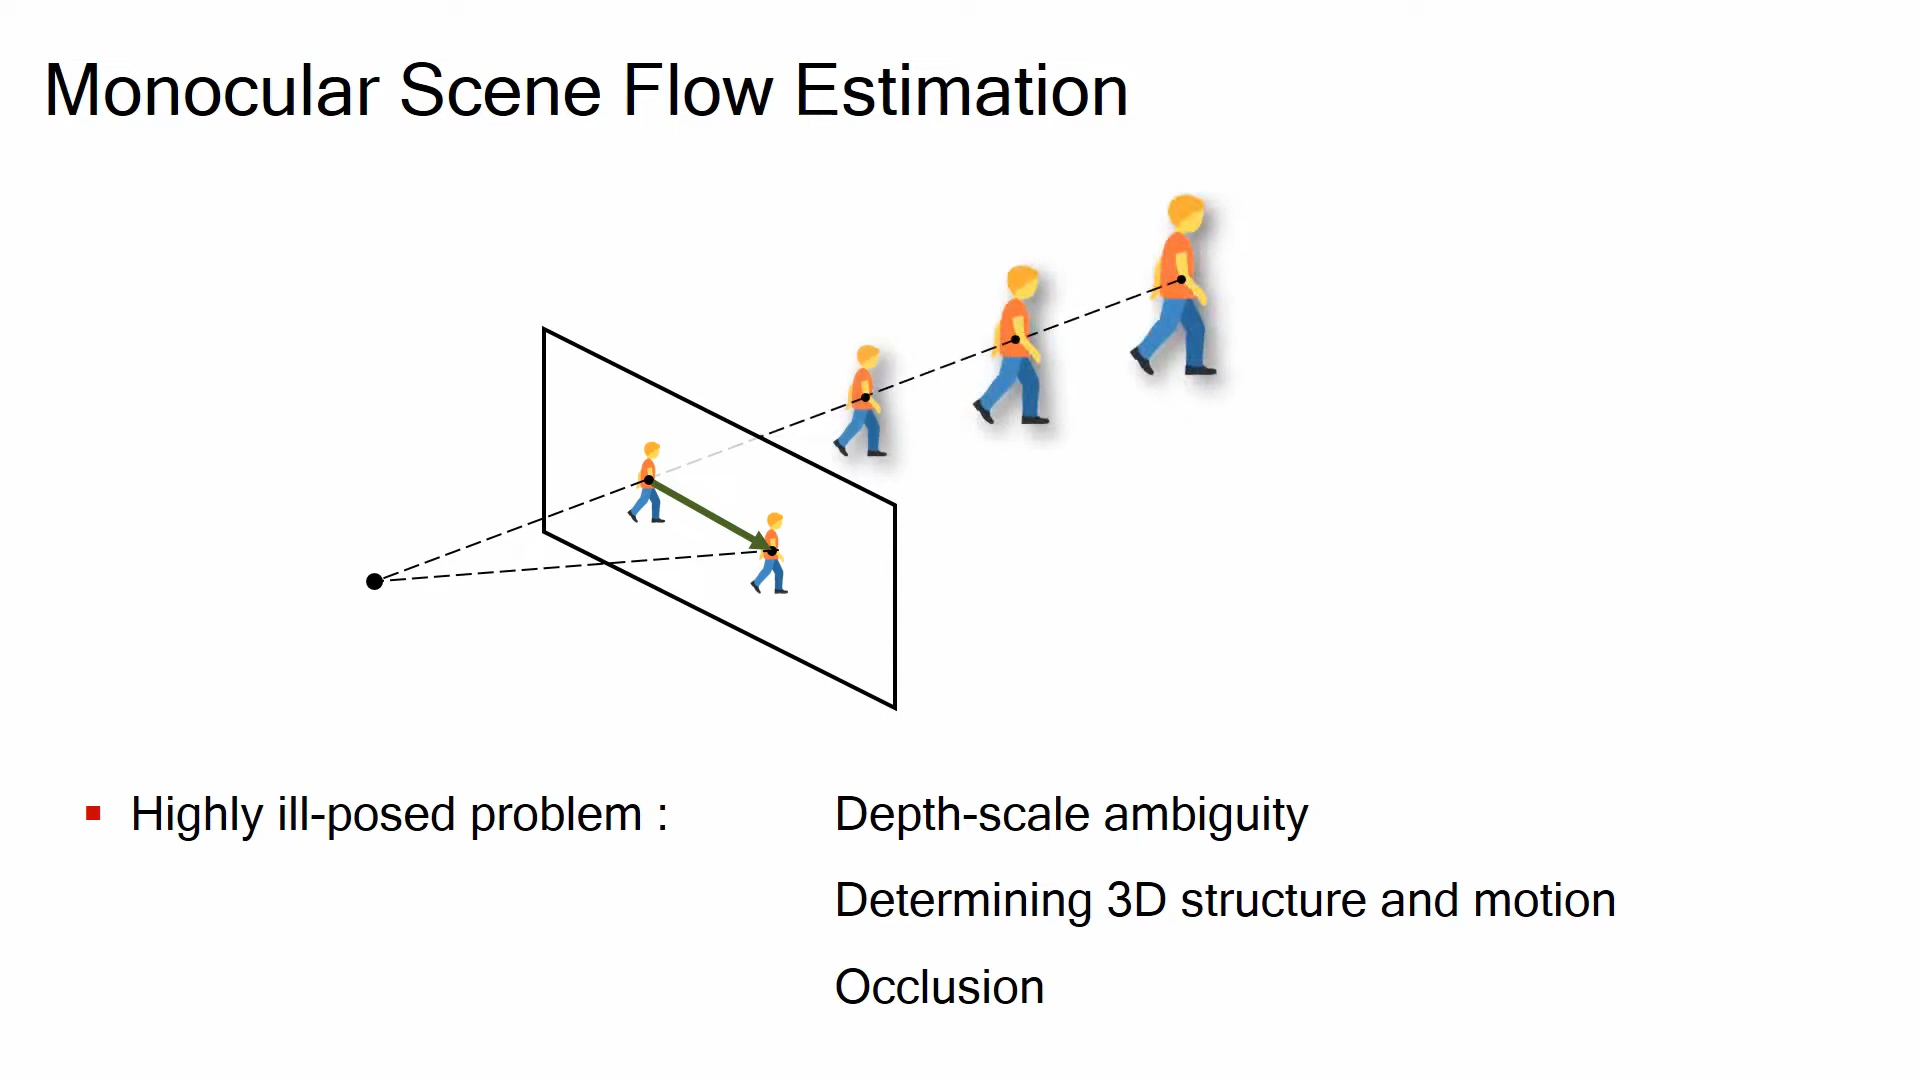 Monocular Scene Flow Estimation
Highly ill-posed problem : Depth-scale ambiguity
Determining 3D structure and motion
Occlusion